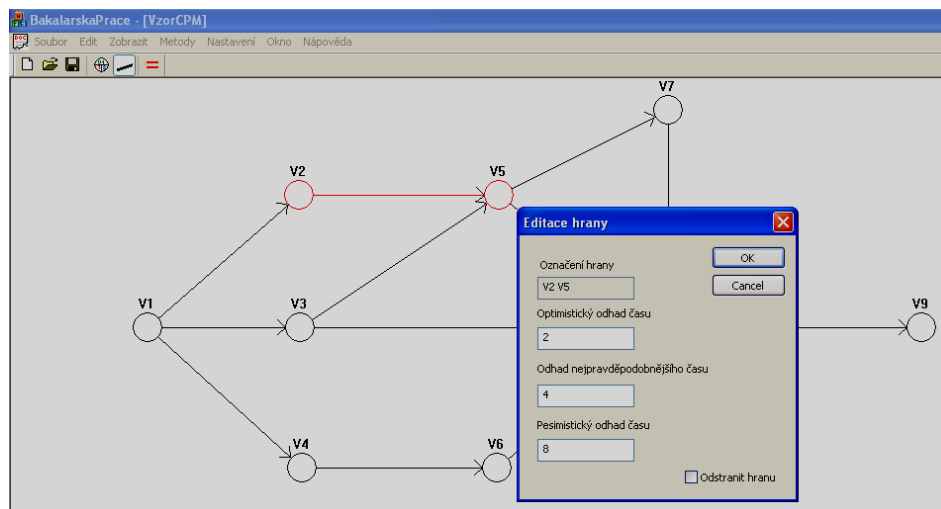 BakalarskaPrace - [VzorCPM]
Soubor Edit Zobrazit Metody Nastavení Okno Nápověda
V7
V2
V5
Editace hrany
Označení hrany
OK
V2 V5
Cancel
V1
V3
V9
Optimistický odhad času
2
Odhad nejpravděpodobnějšího času
4
Pesimistický odhad času
V4
V6
8
Odstranit hranu